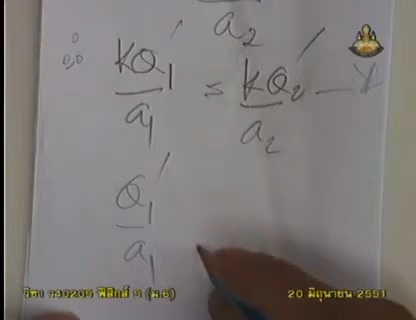 a₂
∴ kQ₁'/a₁ = kQ₂'/a₂
Q₁'/a₁
วิชา ว40205 ฟิสิกส์ 5 (ม.6)
20 มิถุนายน 2551